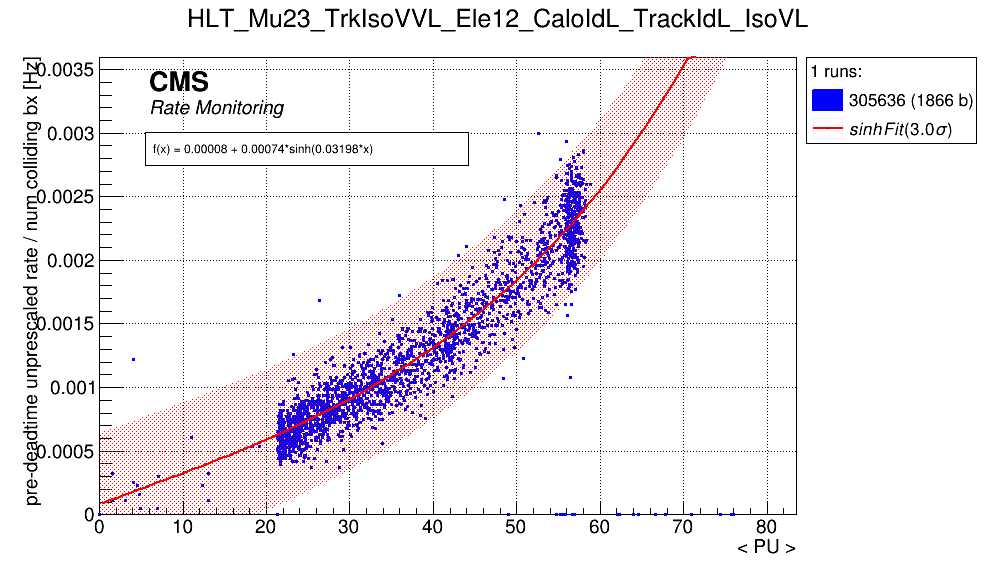 HLT_Mu23_TrkIsoVVL_Ele12_CaloIdL_TrackIdL_IsoVL
pre-deadtime unprescaled rate / num colliding bx [Hz]
0.0035
0.003
0.0025
0.002
0.0015
0.001
0.0005
0
CMS
Rate Monitoring
f(x) = 0.00008 + 0.00074*sinh(0.03198*x)
1 runs:
305636 (1866 b)
sinhFit(3.0σ)
0 10 20 30 40 50 60 70 80
< PU >